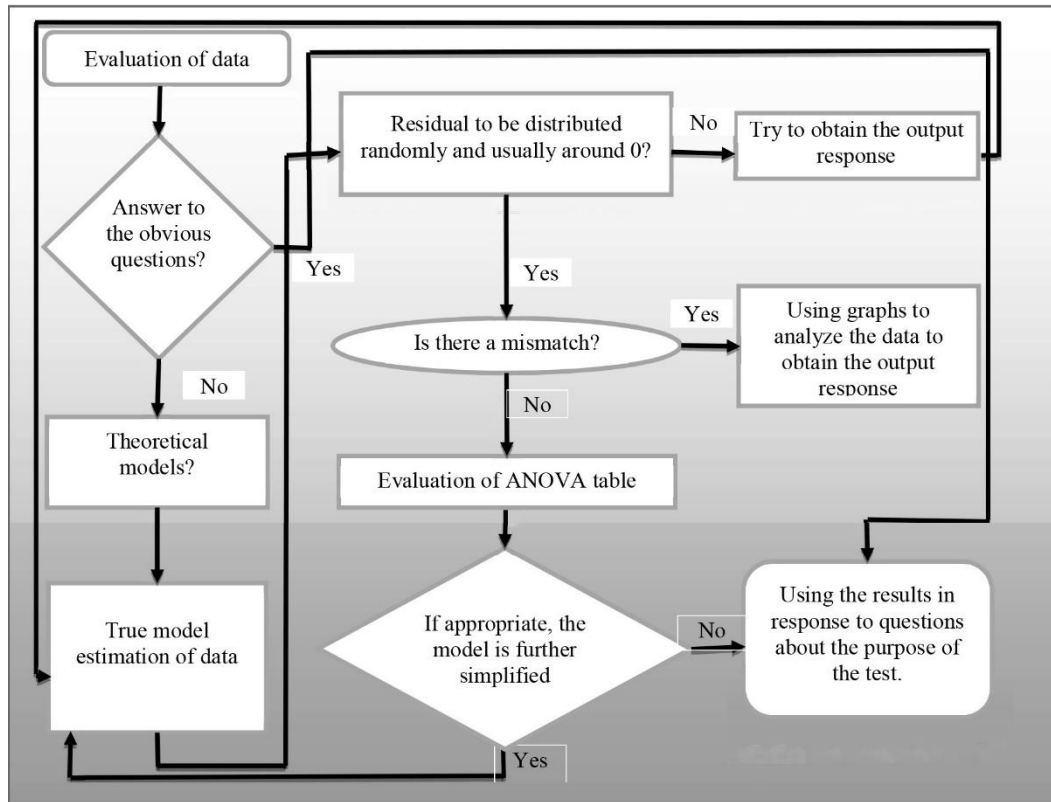 Evaluation of data
Answer to
the obvious
questions?
Yes
No
Theoretical
models?
True model
estimation of data
Residual to be distributed
randomly and usually around 0?
No
Try to obtain the output
response
Yes
Is there a mismatch?
Yes
Using graphs to
analyze the data to
obtain the output
response
No
Evaluation of ANOVA table
If appropriate, the
model is further
simplified
No
Using the results in
response to questions
about the purpose of
the test.
Yes